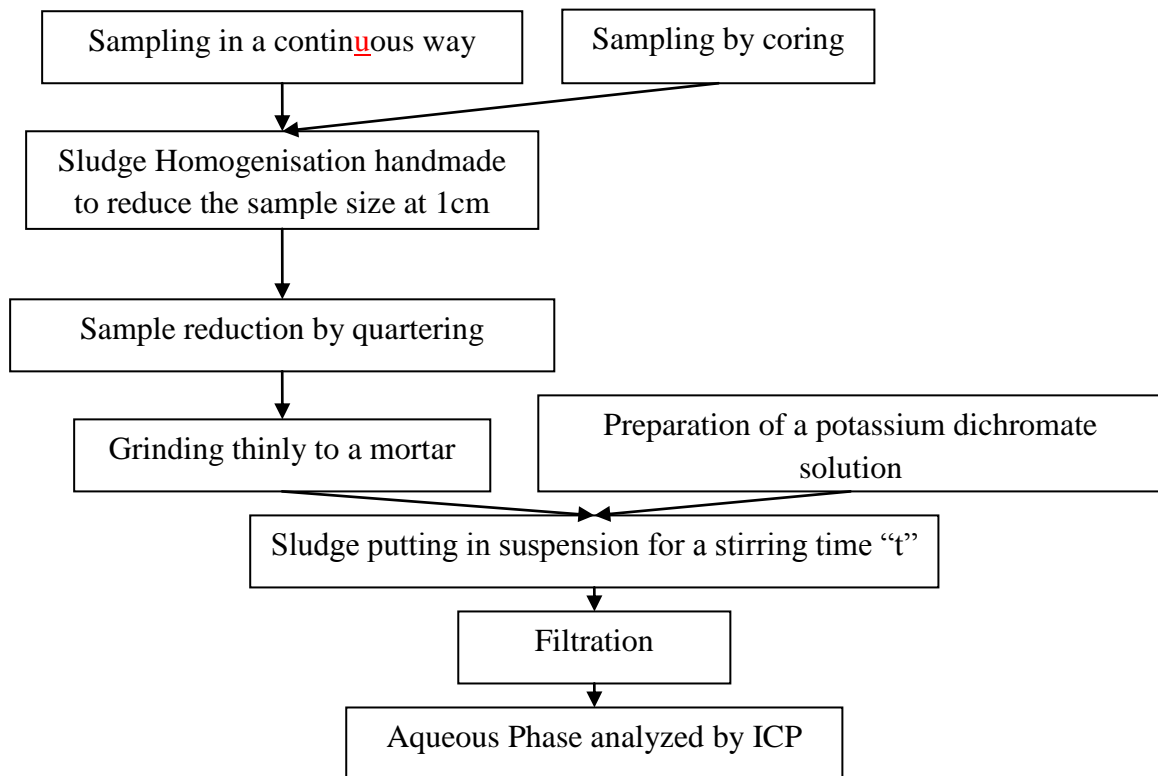 Sampling in a continuous way
Sampling by coring
Sludge Homogenisation handmade
to reduce the sample size at 1cm
Sample reduction by quartering
Grinding thinly to a mortar
Preparation of a potassium dichromate
solution
Sludge putting in suspension for a stirring time “t”
Filtration
Aqueous Phase analyzed by ICP